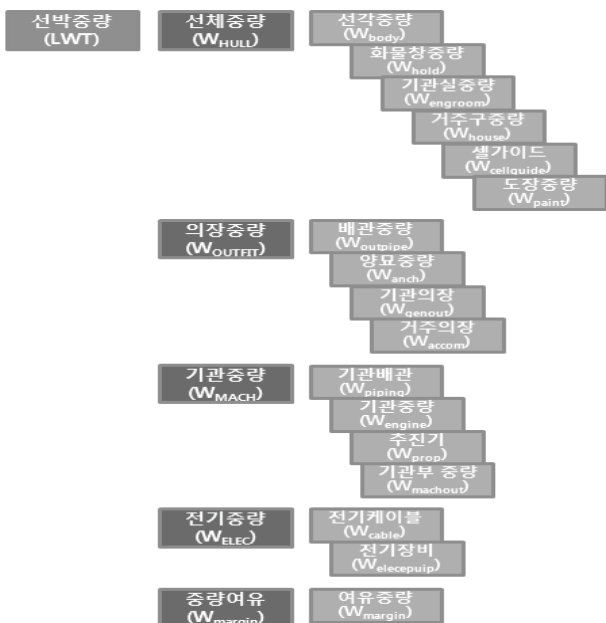 선박중량
(LWT)
선체중량
(WHULL)
선각중량
(Wbody)
화물창중량
(Whold)
기관실중량
(Wengroom)
거주구중량
(Whouse)
셀가이드
(Wcellguide)
도장중량
(Wpaint)
의장중량
(WOUTFIT)
배관중량
(Woutpipe)
양묘중량
(Wanch)
기관의장
(Wgenout)
거주의장
(Waccom)
기관중량
(WMACH)
기관배관
(Wpiping)
기관중량
(Wengine)
추진기
(Wprop)
기관부 중량
(Wmachout)
전기중량
(WELEC)
전기케이블
(Wcable)
전기장비
(Welecepuip)
중량여유
(Wmargin)
여유중량
(Wmargin)